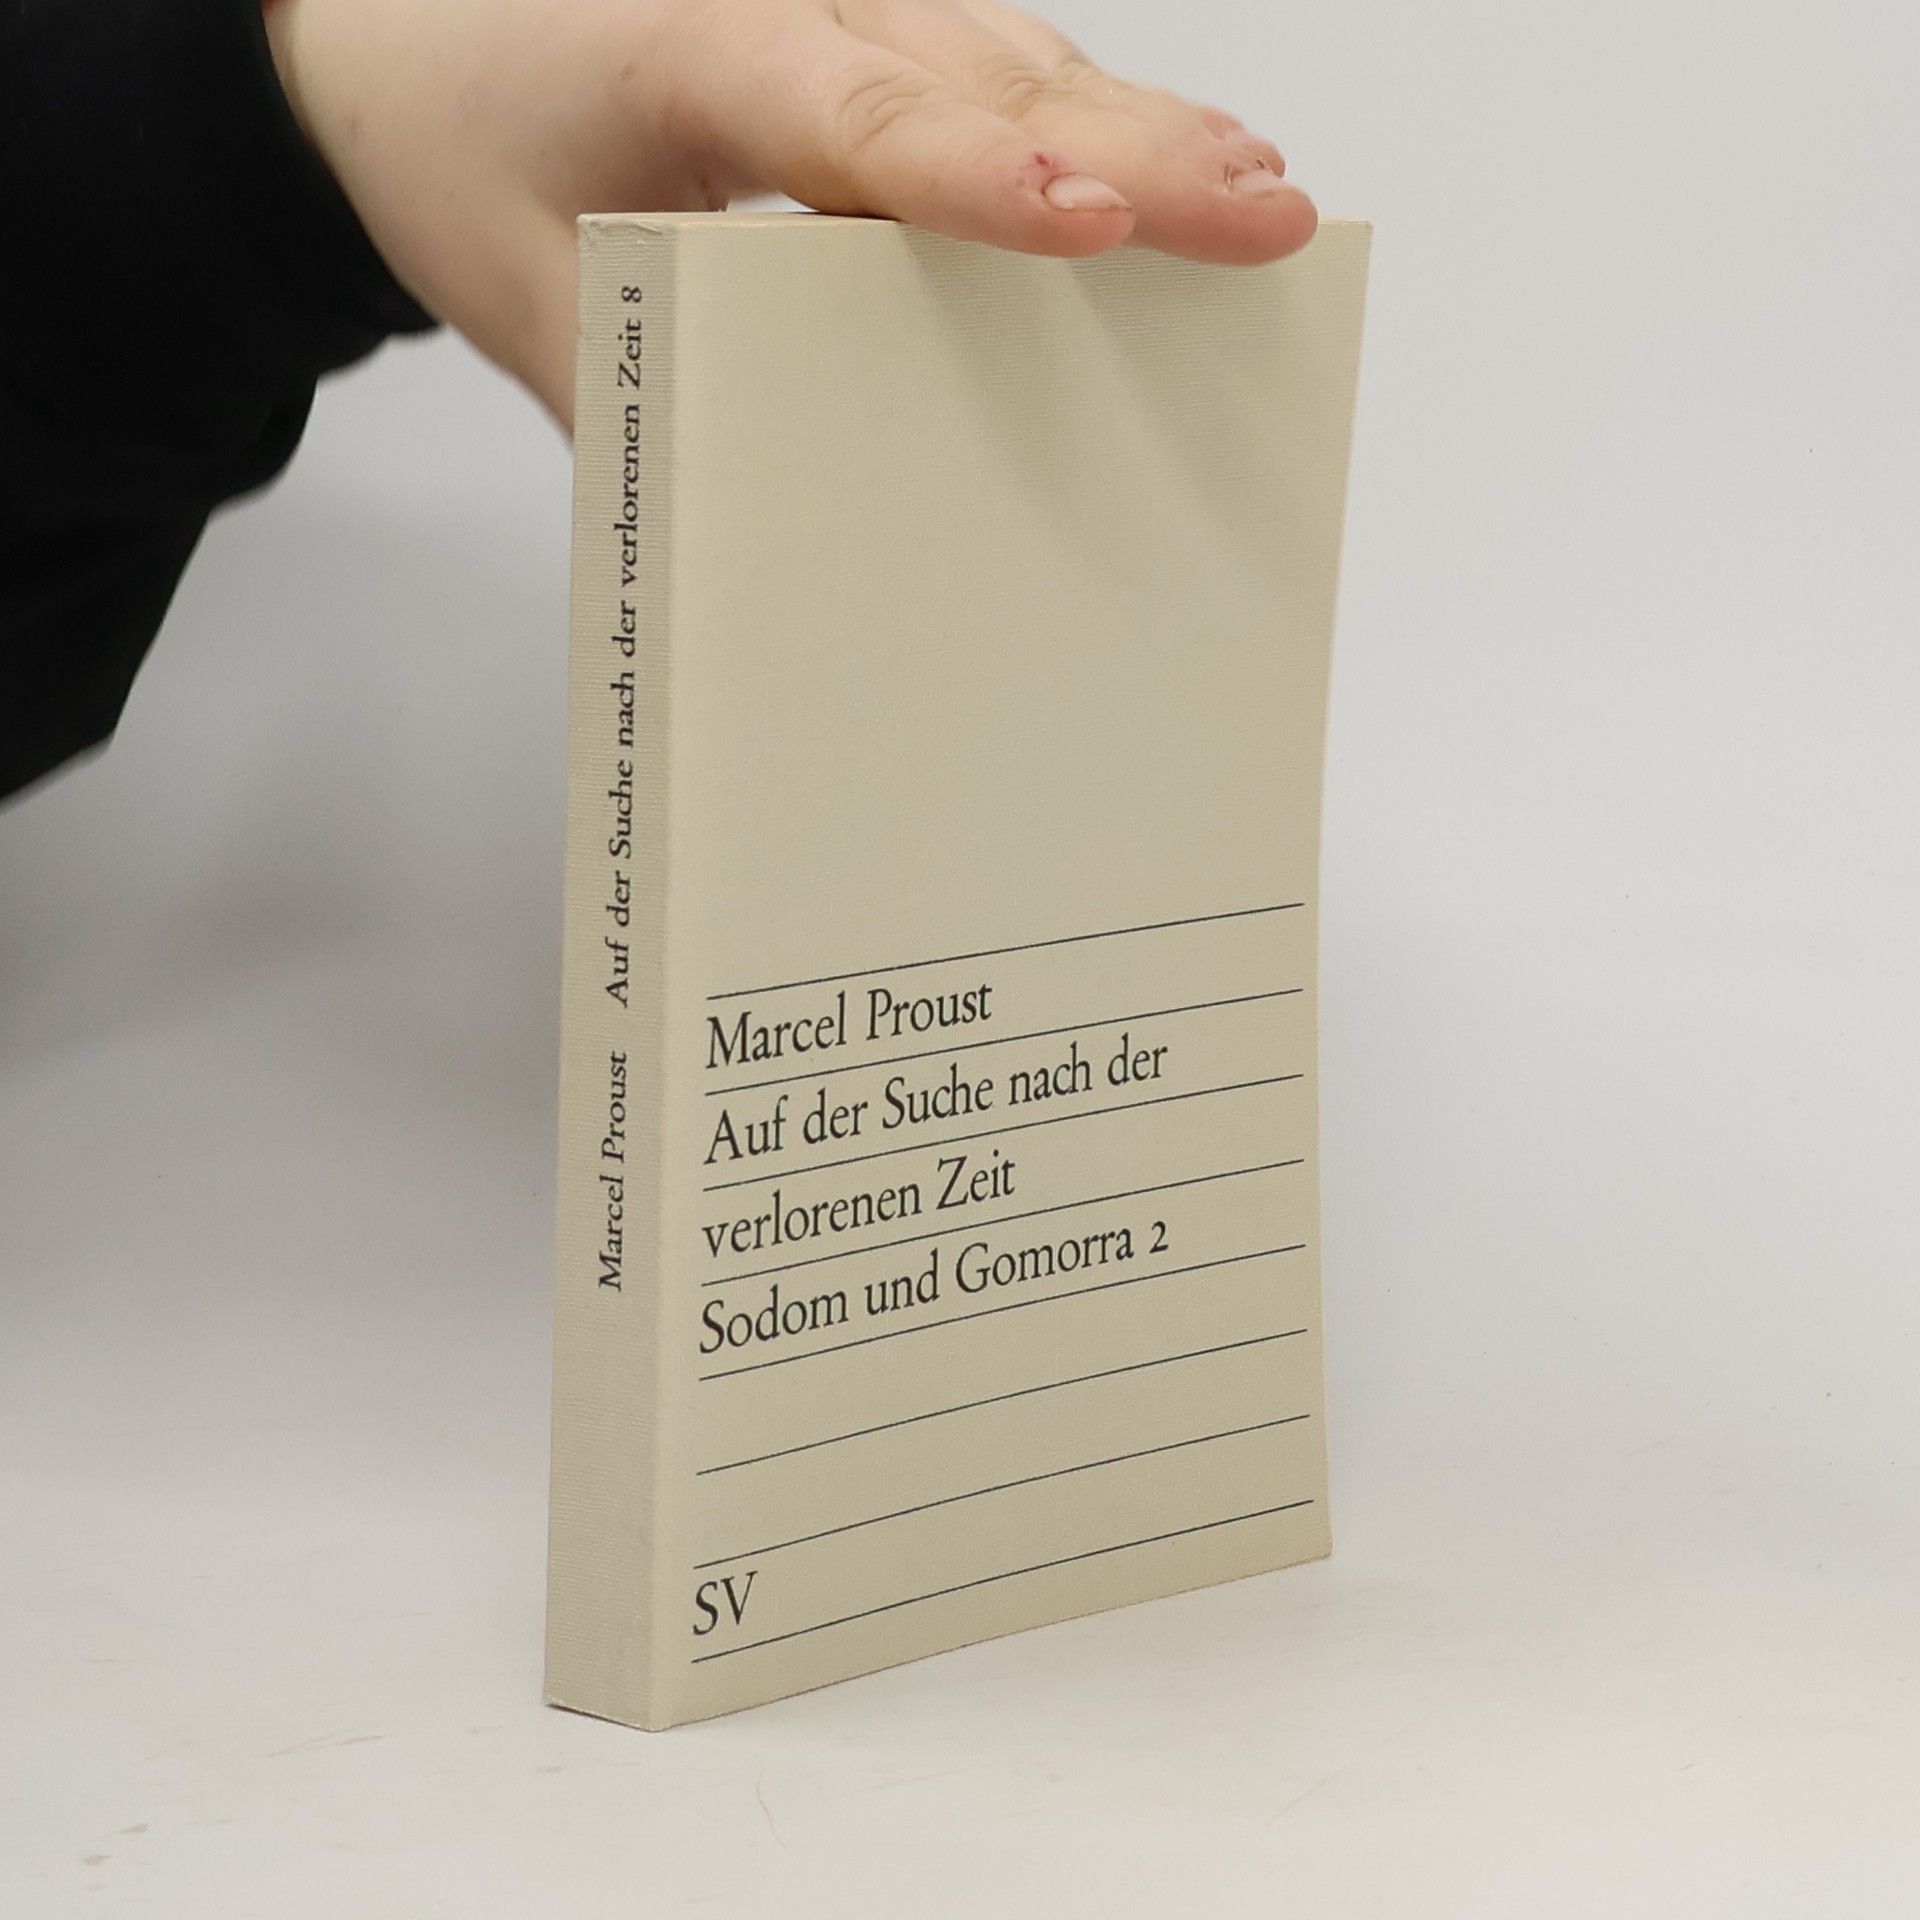 Marcel Proust Auf der Suche nach der verlorenen Zeit 8
Marcel Proust
Auf der Suche nach der
verlorenen Zeit
Sodom und Gomorra 2
SV